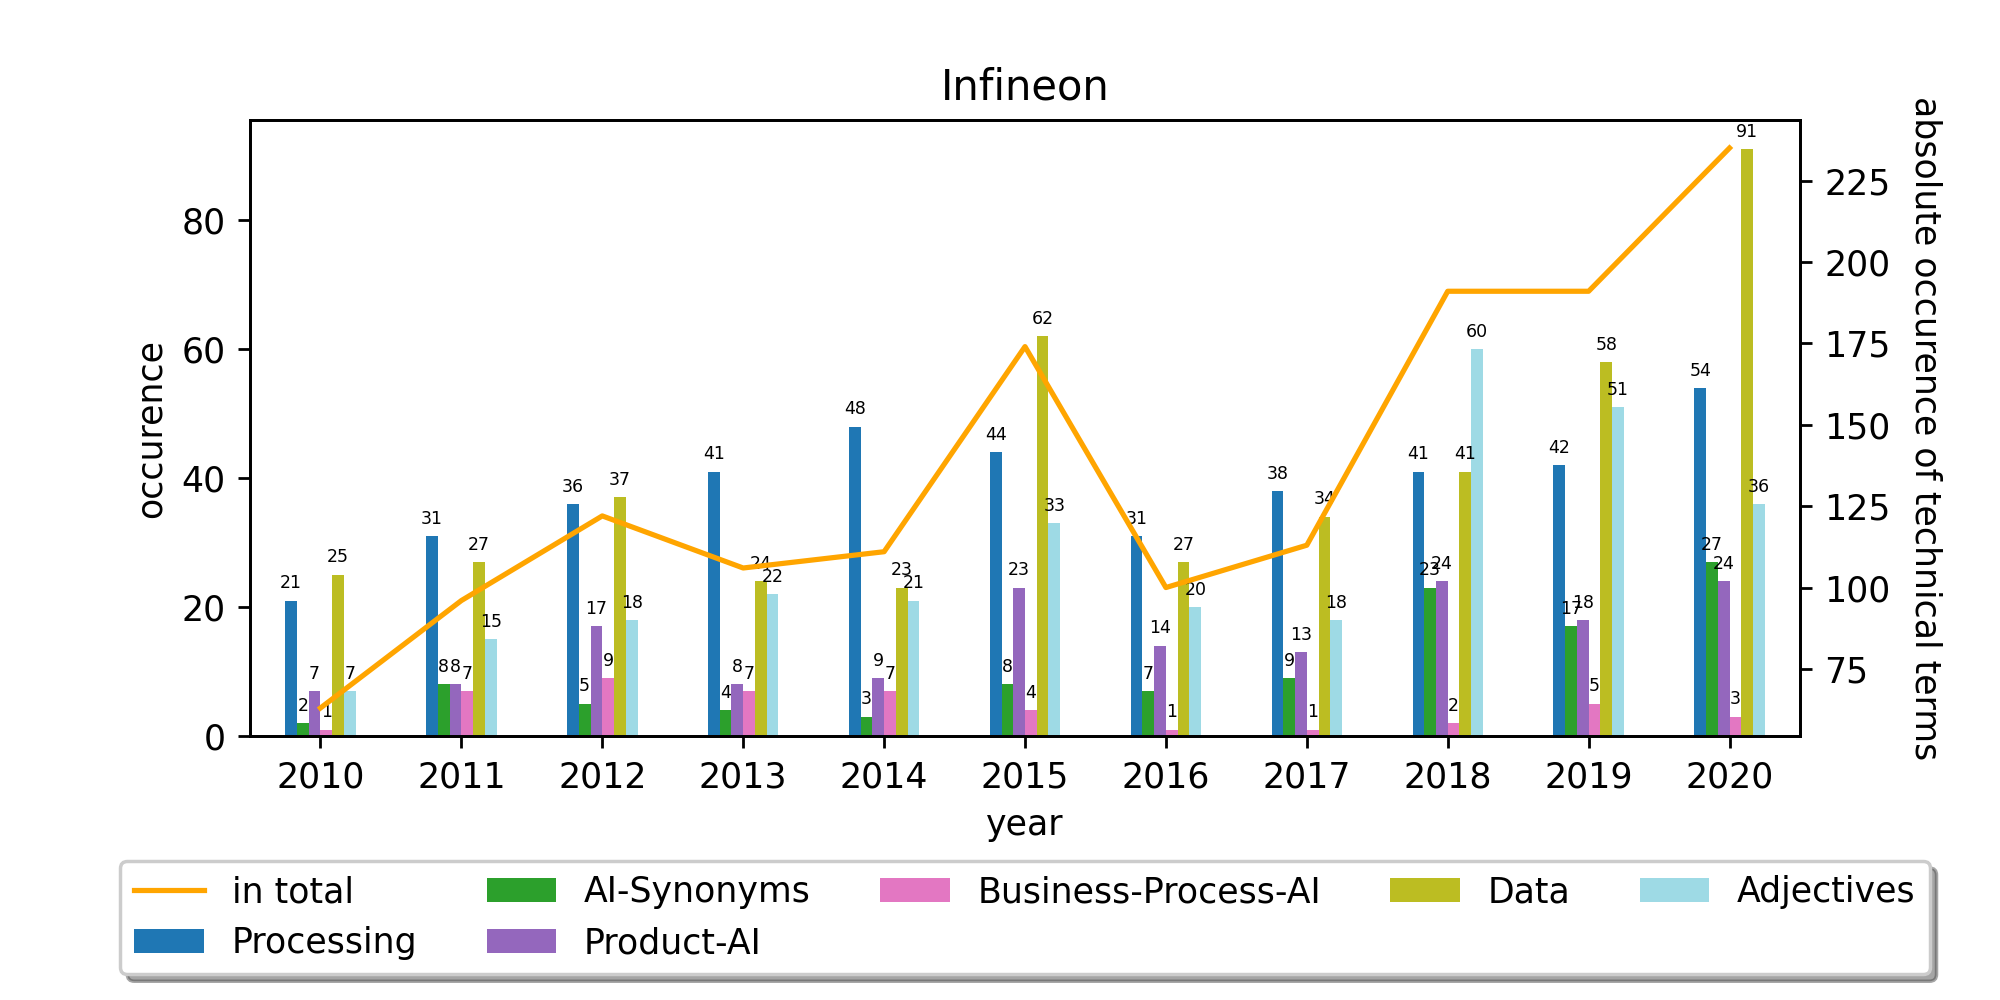 Infineon
occurence
80
60
40
20
0
absolute occurence of technical terms
225
200
175
150
125
100
75
21 2 7 1 25 7
31 8 8 7 27 15
36 5 17 9 37 18
41 4 8 7 24 22
48 3 9 7 23 21
44 8 23 4 62 33
31 7 14 1 27 20
38 9 13 1 34 18
41 23 24 2 41 60
42 17 18 5 58 51
54 27 24 3 91 36
2010 2011 2012 2013 2014 2015 2016 2017 2018 2019 2020
year
in total AI-Synonyms Business-Process-AI Data Adjectives
Processing Product-AI